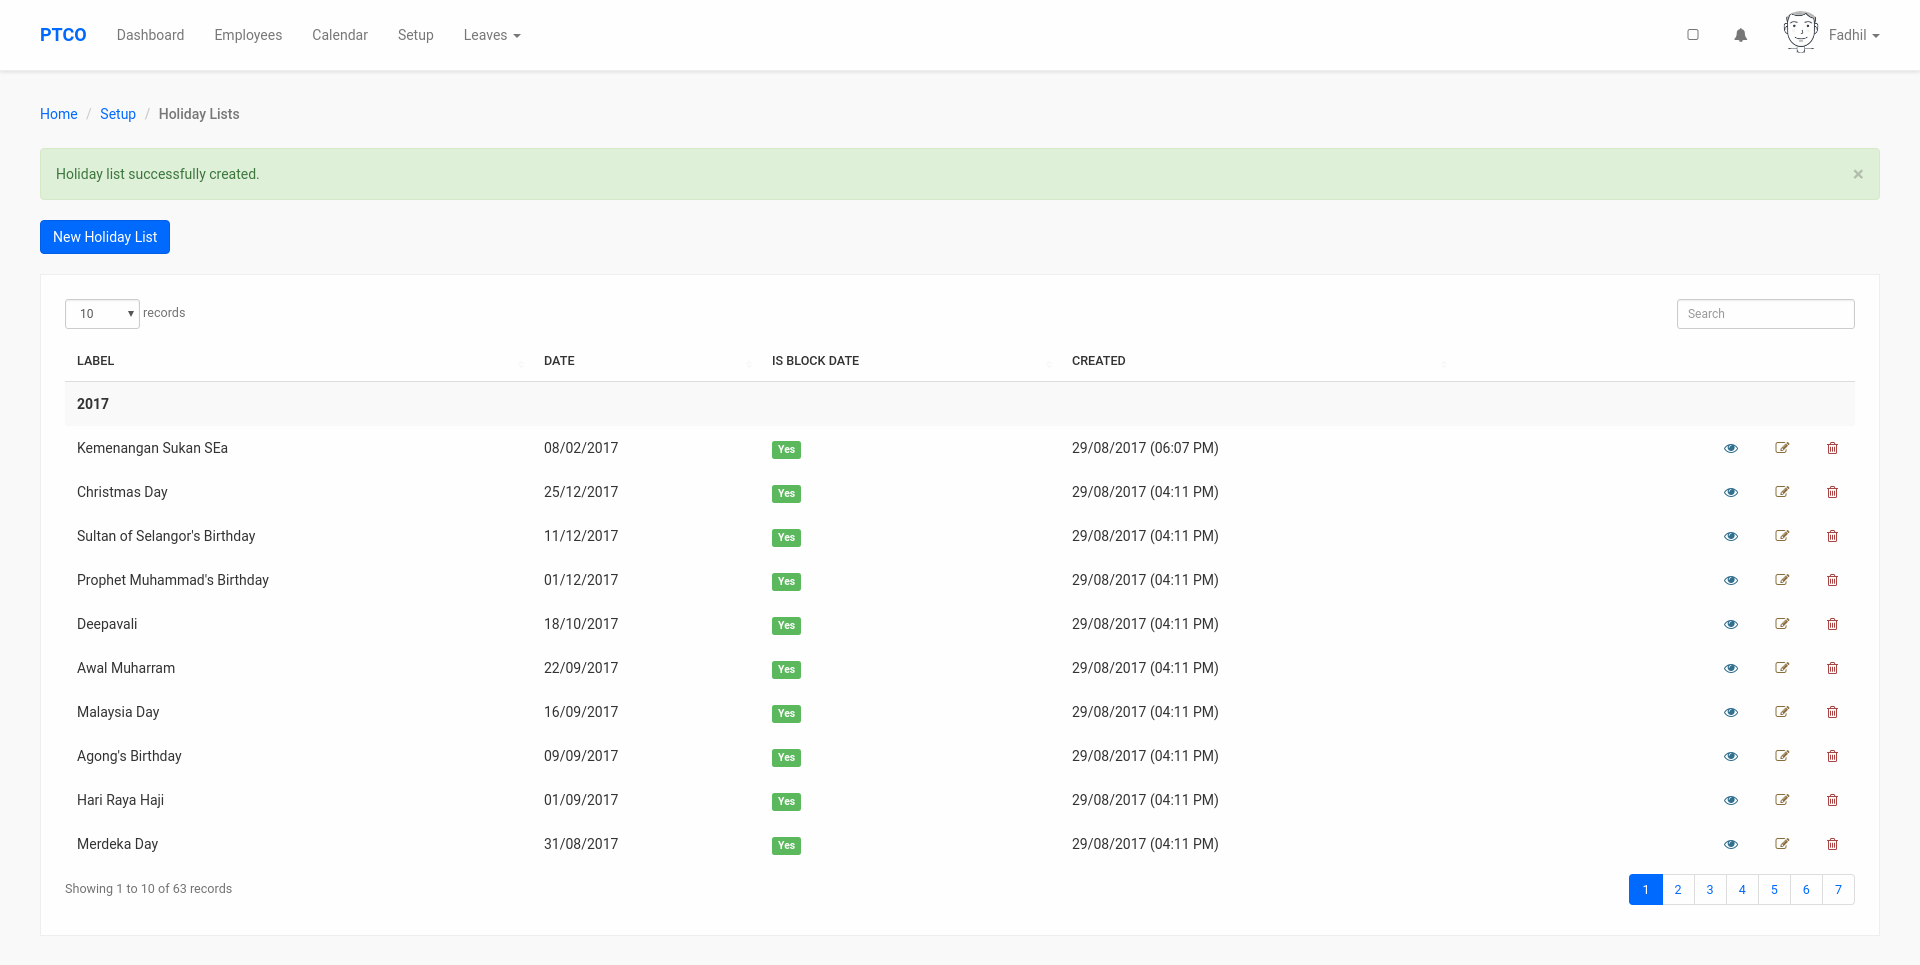 PTCO Dashboard Employees Calendar Setup Leaves Fadhil
Home / Setup / Holiday Lists
Holiday list successfully created. ×
New Holiday List
10 records Search
LABEL DATE IS BLOCK DATE CREATED
2017
Kemenangan Sukan SEa 08/02/2017 Yes 29/08/2017 (06:07 PM)
Christmas Day 25/12/2017 Yes 29/08/2017 (04:11 PM)
Sultan of Selangor's Birthday 11/12/2017 Yes 29/08/2017 (04:11 PM)
Prophet Muhammad's Birthday 01/12/2017 Yes 29/08/2017 (04:11 PM)
Deepavali 18/10/2017 Yes 29/08/2017 (04:11 PM)
Awal Muharram 22/09/2017 Yes 29/08/2017 (04:11 PM)
Malaysia Day 16/09/2017 Yes 29/08/2017 (04:11 PM)
Agong's Birthday 09/09/2017 Yes 29/08/2017 (04:11 PM)
Hari Raya Haji 01/09/2017 Yes 29/08/2017 (04:11 PM)
Merdeka Day 31/08/2017 Yes 29/08/2017 (04:11 PM)
Showing 1 to 10 of 63 records 1 2 3 4 5 6 7